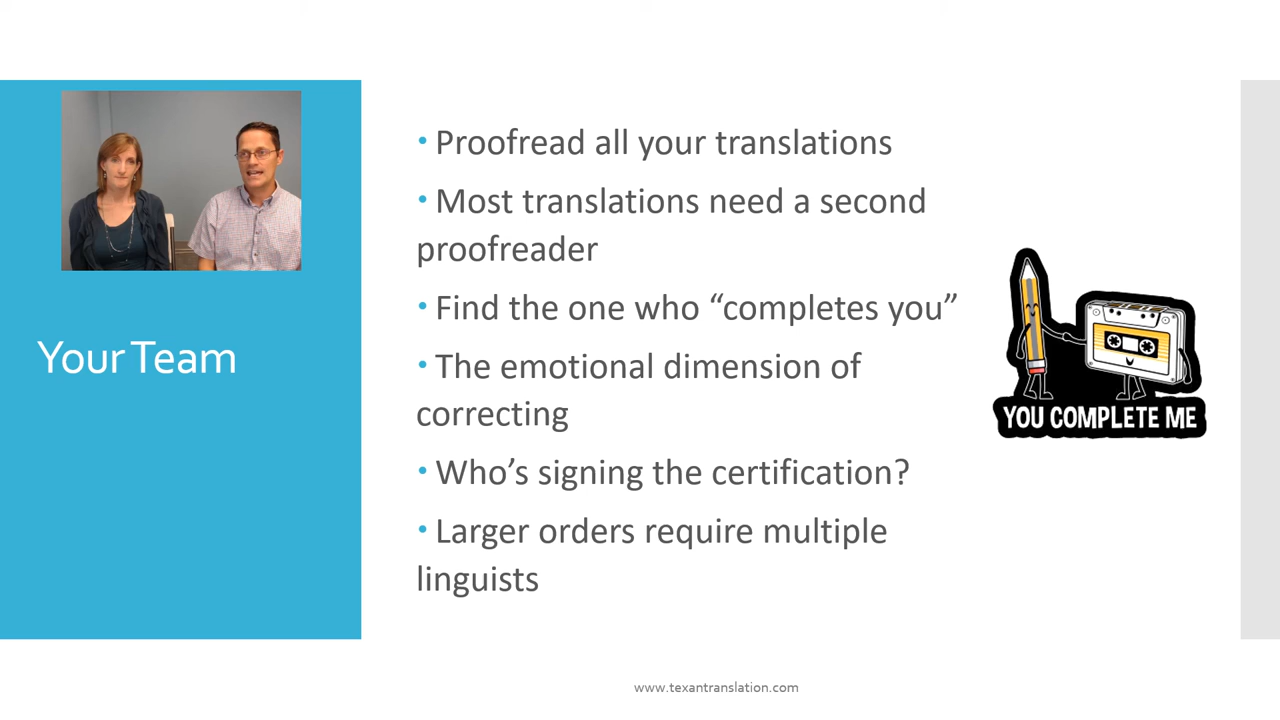 Your Team
• Proofread all your translations
• Most translations need a second
proofreader
• Find the one who “completes you”
• The emotional dimension of
correcting
• Who’s signing the certification?
• Larger orders require multiple
linguists
YOU COMPLETE ME
www.texantranslation.com